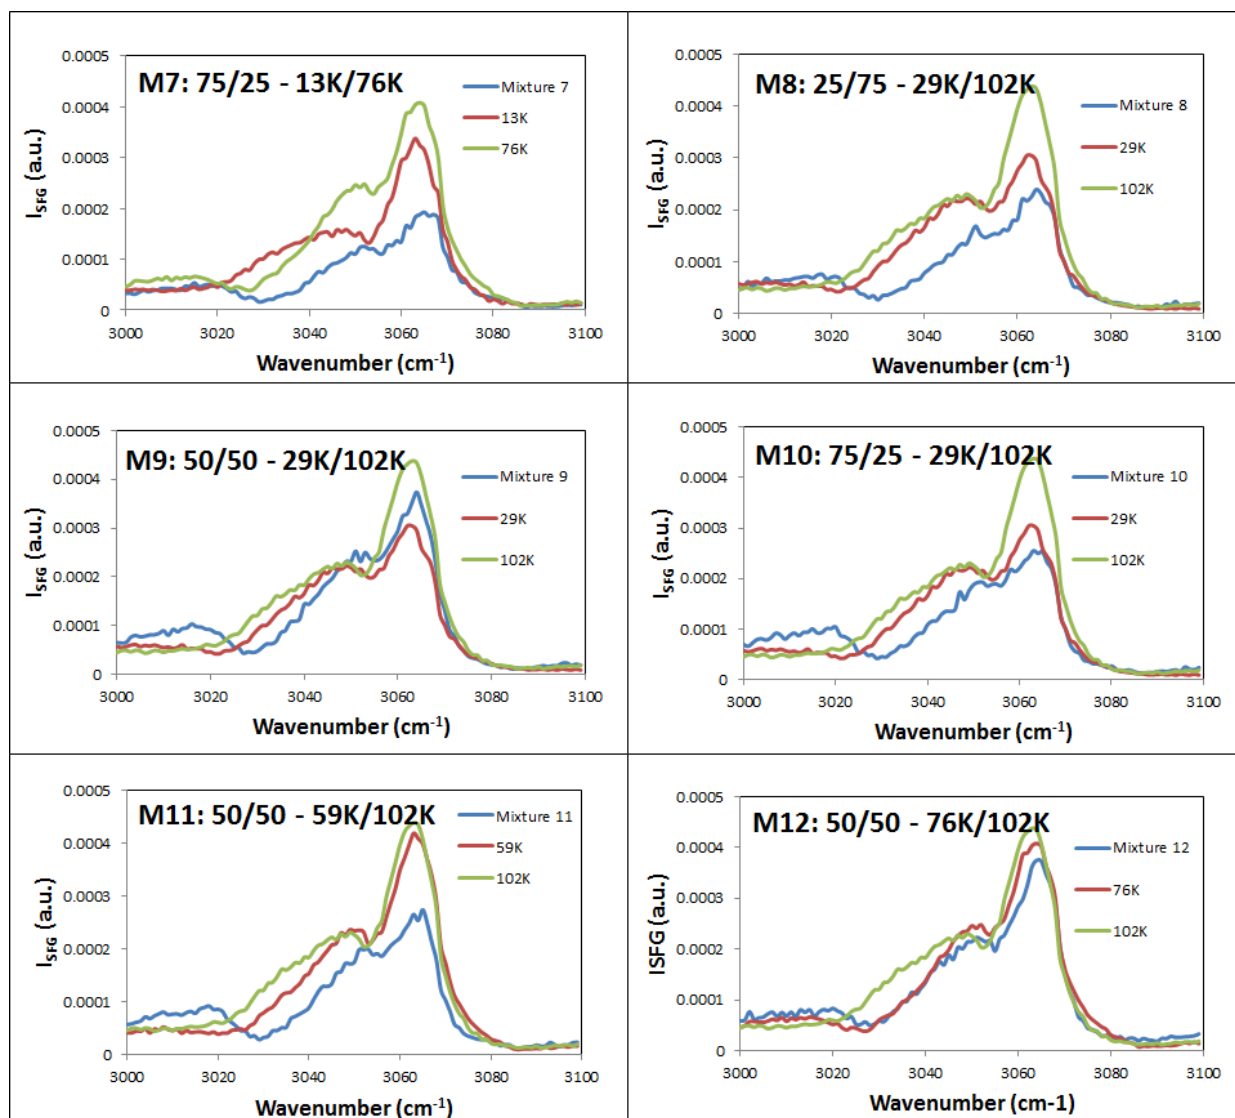 M7: 75/25 - 13K/76K
Mixture 7
13K
76K
0.0005
0.0004
0.0003
0.0002
0.0001
0
I_SFG (a.u.)
3000 3020 3040 3060 3080 3100
Wavenumber (cm⁻¹)
M8: 25/75 - 29K/102K
Mixture 8
29K
102K
0.0005
0.0004
0.0003
0.0002
0.0001
0
I_SFG (a.u.)
3000 3020 3040 3060 3080 3100
Wavenumber (cm⁻¹)
M9: 50/50 - 29K/102K
Mixture 9
29K
102K
0.0005
0.0004
0.0003
0.0002
0.0001
0
I_SFG (a.u.)
3000 3020 3040 3060 3080 3100
Wavenumber (cm⁻¹)
M10: 75/25 - 29K/102K
Mixture 10
29K
102K
0.0005
0.0004
0.0003
0.0002
0.0001
0
I_SFG (a.u.)
3000 3020 3040 3060 3080 3100
Wavenumber (cm⁻¹)
M11: 50/50 - 59K/102K
Mixture 11
59K
102K
0.0005
0.0004
0.0003
0.0002
0.0001
0
I_SFG (a.u.)
3000 3020 3040 3060 3080 3100
Wavenumber (cm⁻¹)
M12: 50/50 - 76K/102K
Mixture 12
76K
102K
0.0005
0.0004
0.0003
0.0002
0.0001
0
ISFG (a.u.)
3000 3020 3040 3060 3080 3100
Wavenumber (cm-1)